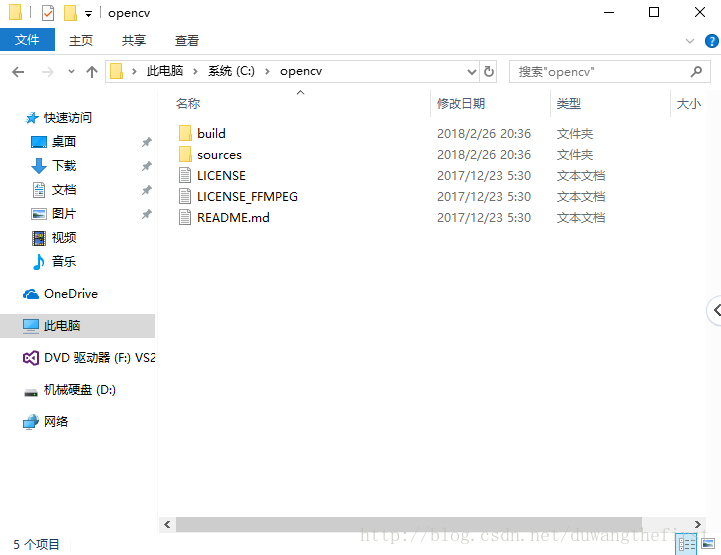 opencv
文件 主页 共享 查看
此电脑 系统 (C:) opencv 搜索"opencv"
名称 修改日期 类型 大小
快速访问
桌面
下载
文档
图片
视频
音乐
OneDrive
此电脑
DVD 驱动器 (F:) VS2
机械硬盘 (D:)
网络
build 2018/2/26 20:36 文件夹
sources 2018/2/26 20:36 文件夹
LICENSE 2017/12/23 5:30 文本文档
LICENSE_FFMPEG 2017/12/23 5:30 文本文档
README.md 2017/12/23 5:30 文本文档
http://blog.csdn.net/duwangthefirst
5 个项目